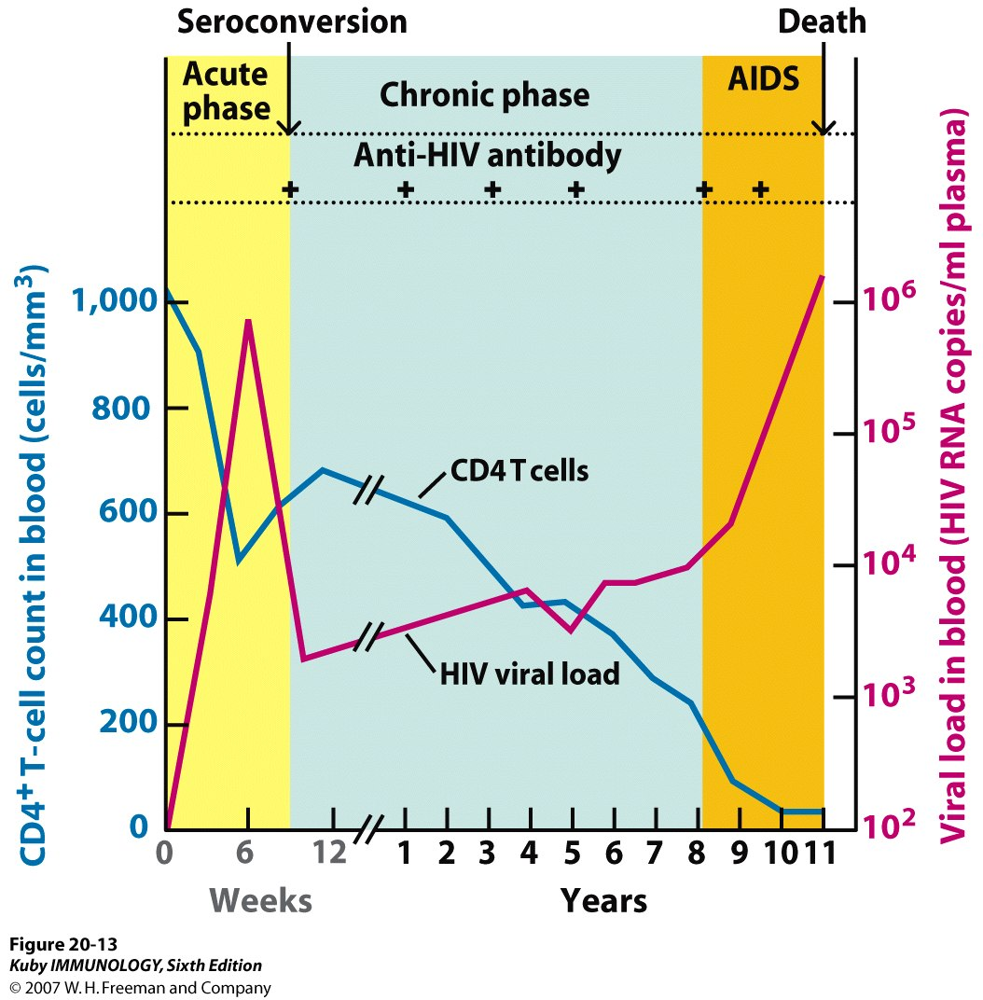 Seroconversion
Death
Acute
phase
Chronic phase
AIDS
Anti-HIV antibody
+ + + + + +
CD4+ T-cell count in blood (cells/mm³)
1,000
800
600
400
200
0
CD4 T cells
HIV viral load
10⁶
10⁵
10⁴
10³
10²
Viral load in blood (HIV RNA copies/ml plasma)
0 6 12 1 2 3 4 5 6 7 8 9 10 11
Weeks Years
Figure 20-13
Kuby IMMUNOLOGY, Sixth Edition
© 2007 W. H. Freeman and Company